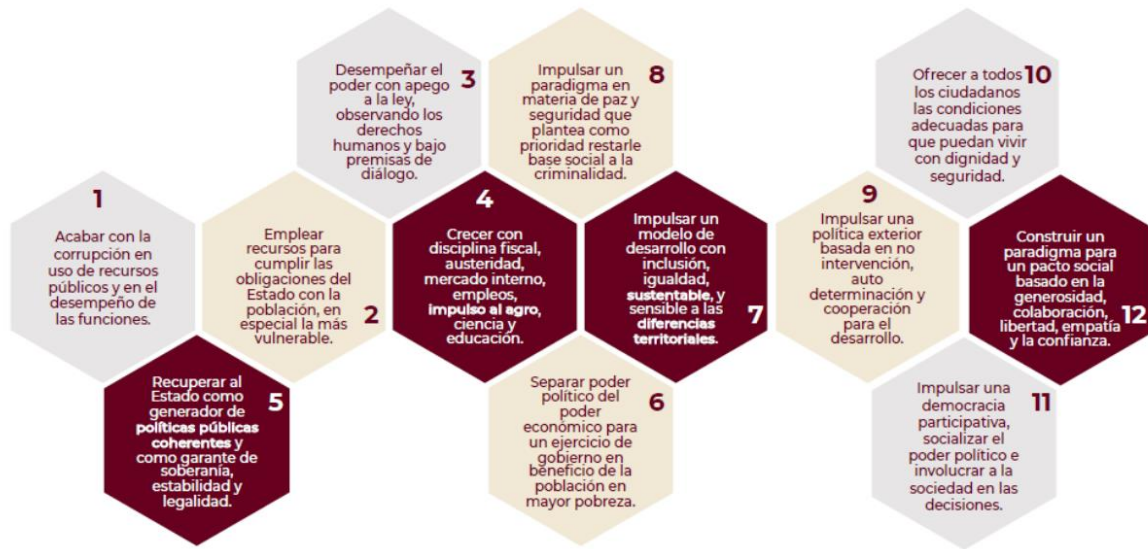 1
Acabar con la
corrupción en
uso de recursos
públicos y en el
desempeño de
las funciones.
Emplear
recursos para
cumplir las
obligaciones del
Estado con la
población, en
especial la más
vulnerable.
2
Desempeñar el
poder con apego
a la ley,
observando los
derechos
humanos y bajo
premisas de
diálogo.
3
4
Crecer con
disciplina fiscal,
austeridad,
mercado interno,
empleos,
impulso al agro,
ciencia y
educación.
Recuperar al
Estado como
generador de
políticas públicas
coherentes y
como garante de
soberanía,
estabilidad y
legalidad.
5
Separar poder
político del
poder
económico para
un ejercicio de
gobierno en
beneficio de la
población en
mayor pobreza.
6
Impulsar un
modelo de
desarrollo con
inclusión,
igualdad,
sustentable, y
sensible a las
diferencias
territoriales.
7
Impulsar un
paradigma en
materia de paz y
seguridad que
plantea como
prioridad restarle
base social a la
criminalidad.
8
9
Impulsar una
política exterior
basada en no
intervención,
auto
determinación y
cooperación
para el
desarrollo.
Ofrecer a todos
los ciudadanos
las condiciones
adecuadas para
que puedan vivir
con dignidad y
seguridad.
10
Impulsar una
democracia
participativa,
socializar el
poder político e
involucrar a la
sociedad en las
decisiones.
11
Construir un
paradigma para
un pacto social
basado en la
generosidad,
colaboración,
libertad, empatía
y la confianza.
12